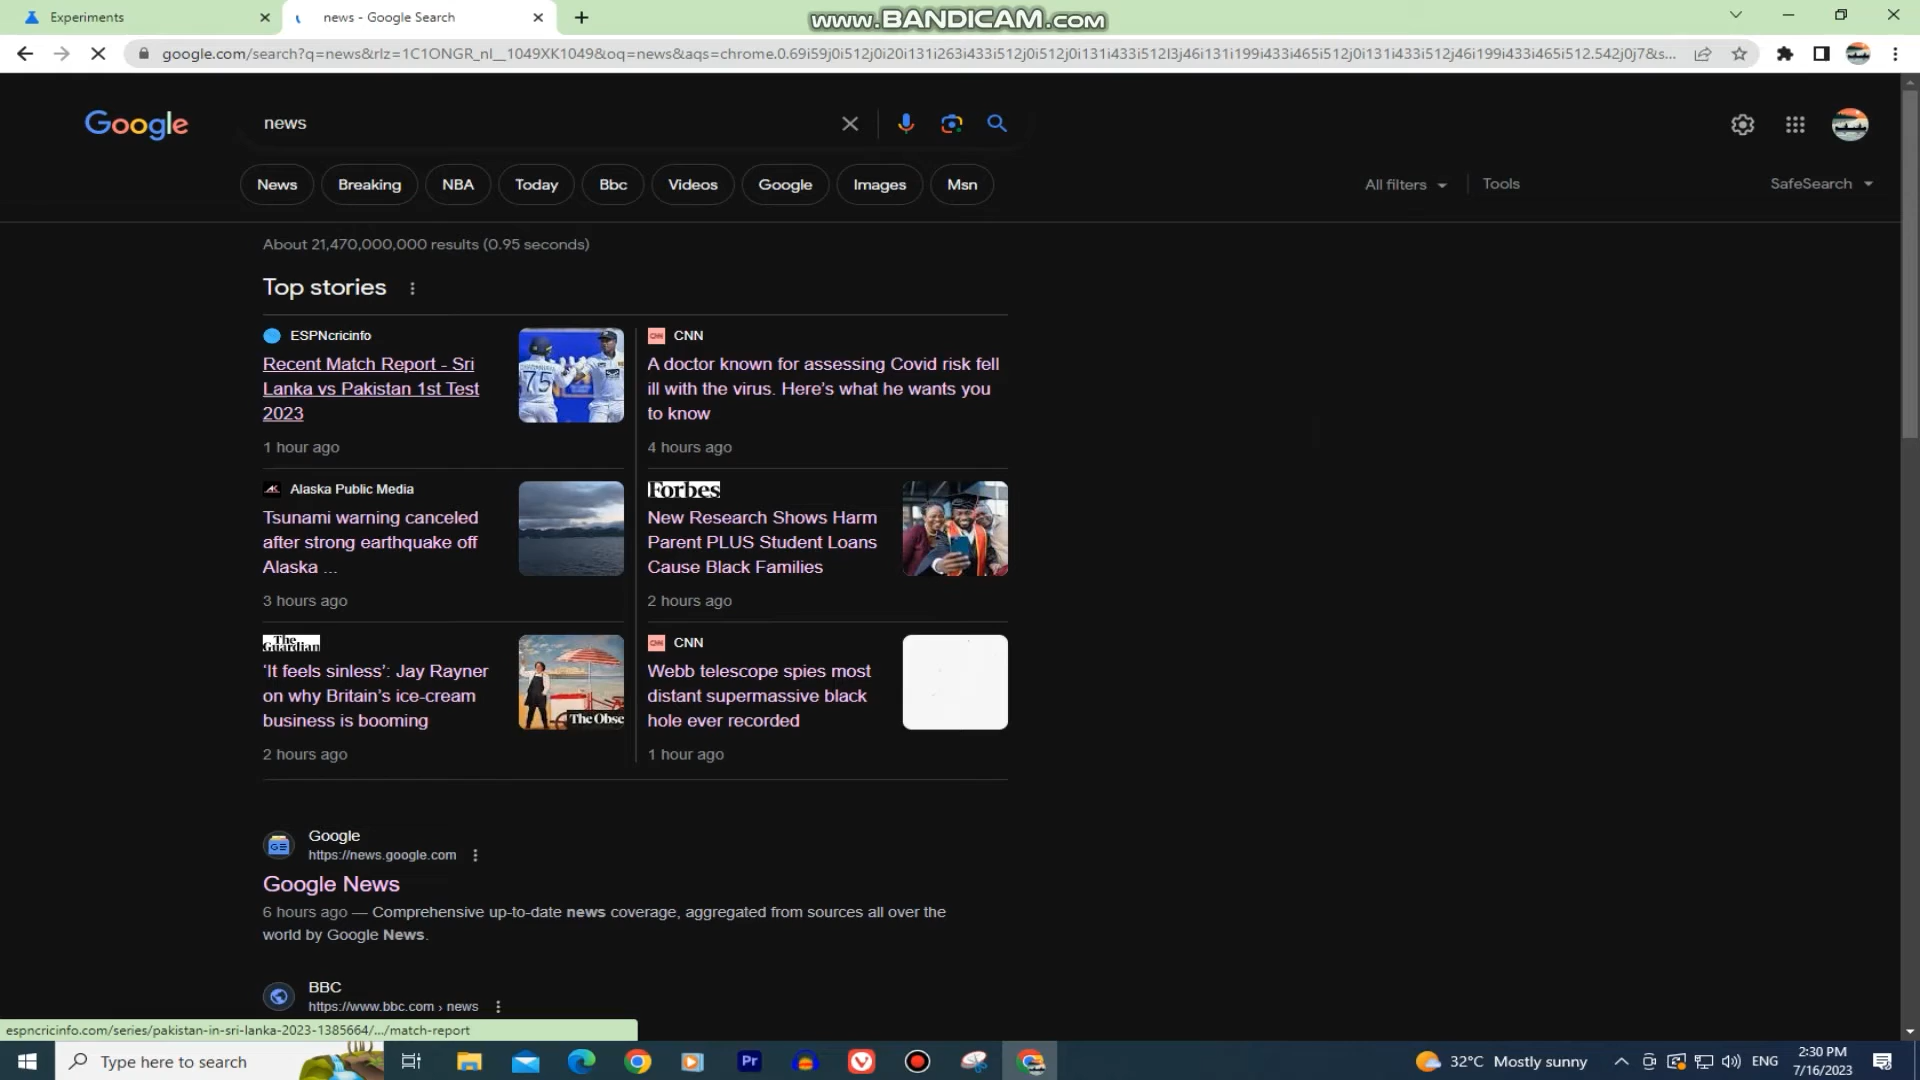 Experiments
news - Google Search
www.BANDICAM.com
google.com/search?q=news&rlz=1C1ONGR_nl__1049XK1049&oq=news&aqs=chrome.0.69i59j0i512j0i20i131i263i433i512j0i512j0i131i433i512l3j46i131i199i433i465i512j0i131i433i512j46i199i433i465i512.542j0j7&s...
Google
news
News
Breaking
NBA
Today
Bbc
Videos
Google
Images
Msn
All filters
Tools
SafeSearch
About 21,470,000,000 results (0.95 seconds)
Top stories
ESPNcricinfo
Recent Match Report - Sri
Lanka vs Pakistan 1st Test
2023
1 hour ago
75
CNN
A doctor known for assessing Covid risk fell
ill with the virus. Here's what he wants you
to know
4 hours ago
Alaska Public Media
Tsunami warning canceled
after strong earthquake off
Alaska ...
3 hours ago
Forbes
New Research Shows Harm
Parent PLUS Student Loans
Cause Black Families
2 hours ago
The
Guardian
‘It feels sinless’: Jay Rayner
on why Britain’s ice-cream
business is booming
2 hours ago
The Obse
CNN
Webb telescope spies most
distant supermassive black
hole ever recorded
1 hour ago
Google
https://news.google.com
Google News
6 hours ago — Comprehensive up-to-date news coverage, aggregated from sources all over the
world by Google News.
BBC
https://www.bbc.com › news
espncricinfo.com/series/pakistan-in-sri-lanka-2023-1385664/.../match-report
Type here to search
Pr
32°C Mostly sunny
ENG
2:30 PM
7/16/2023